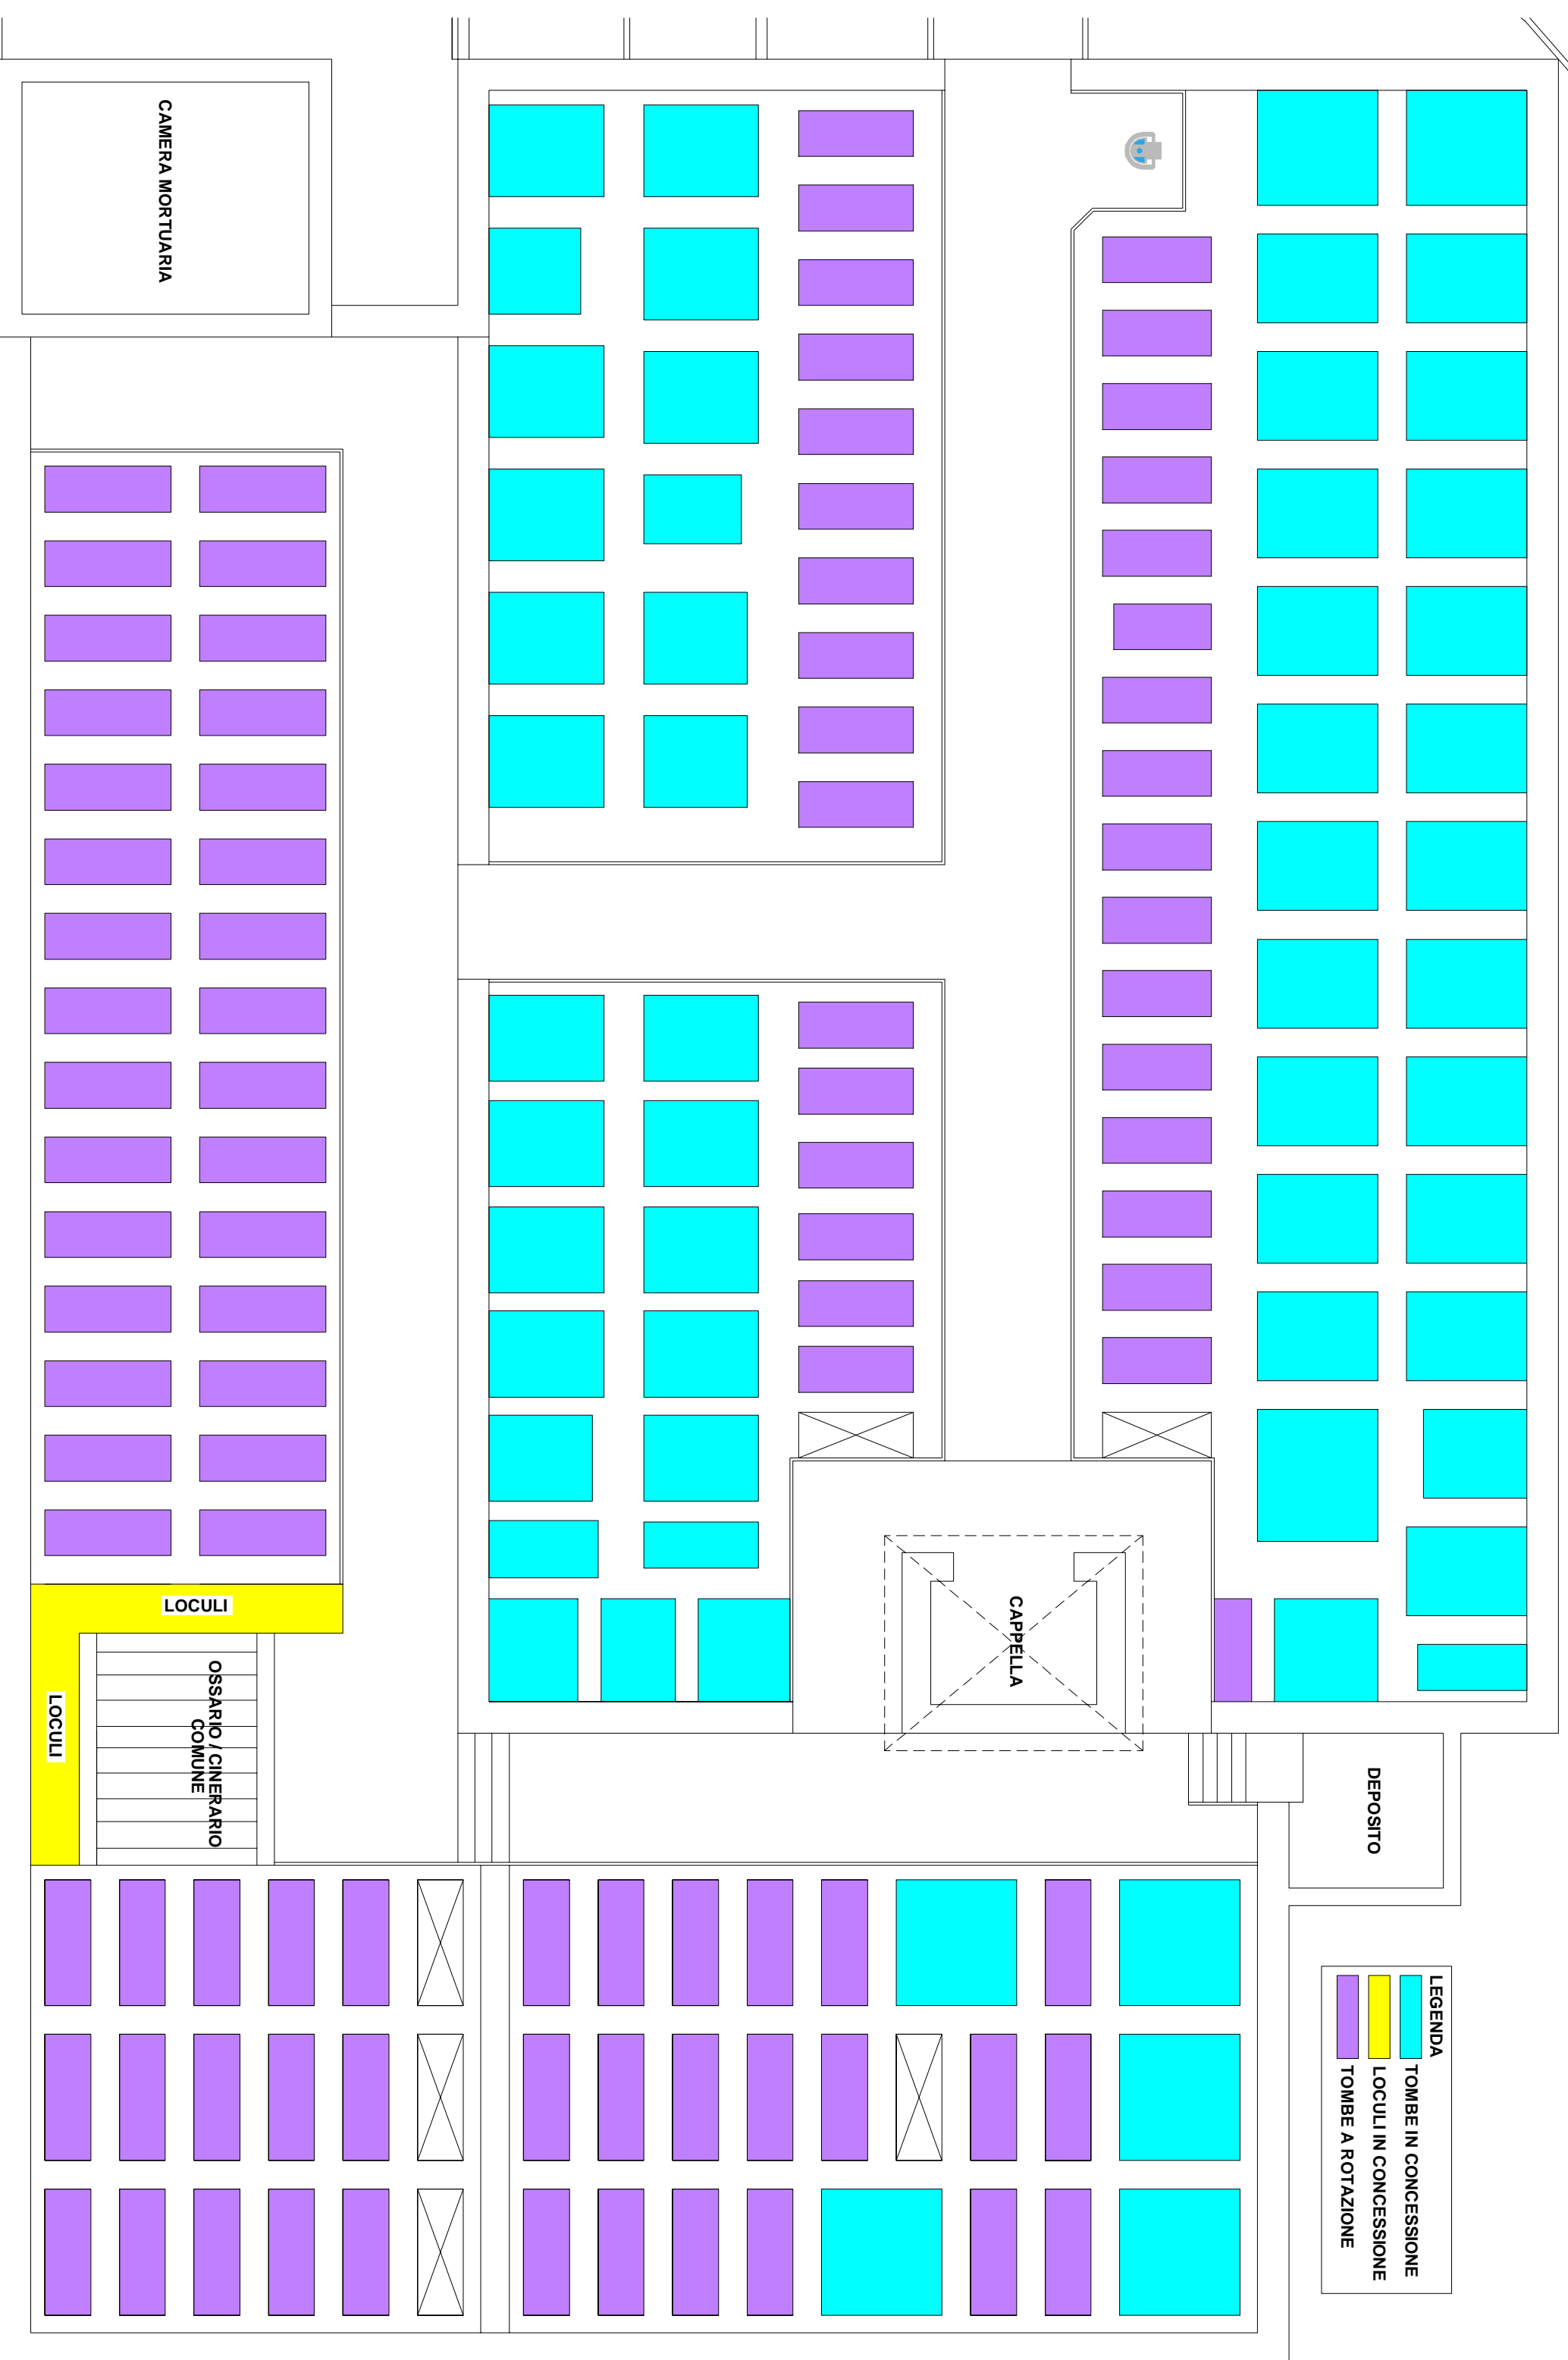 CAMERA MORTUARIA
LOCULI
LOCULI
OSSARIO / CINERARIO
COMUNE
CAPPELLA
DEPOSITO
LEGENDA
TOMBE IN CONCESSIONE
LOCULI IN CONCESSIONE
TOMBE A ROTAZIONE